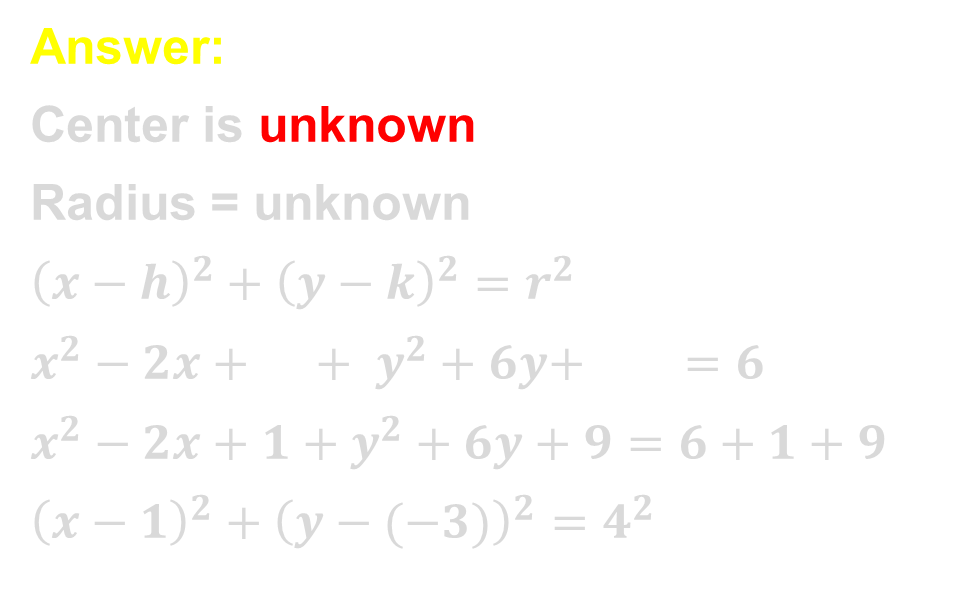 Answer:
Center is unknown
Radius = unknown
(x − h)² + (y − k)² = r²
x² − 2x + + y² + 6y+ = 6
x² − 2x + 1 + y² + 6y + 9 = 6 + 1 + 9
(x − 1)² + (y − (−3))² = 4²